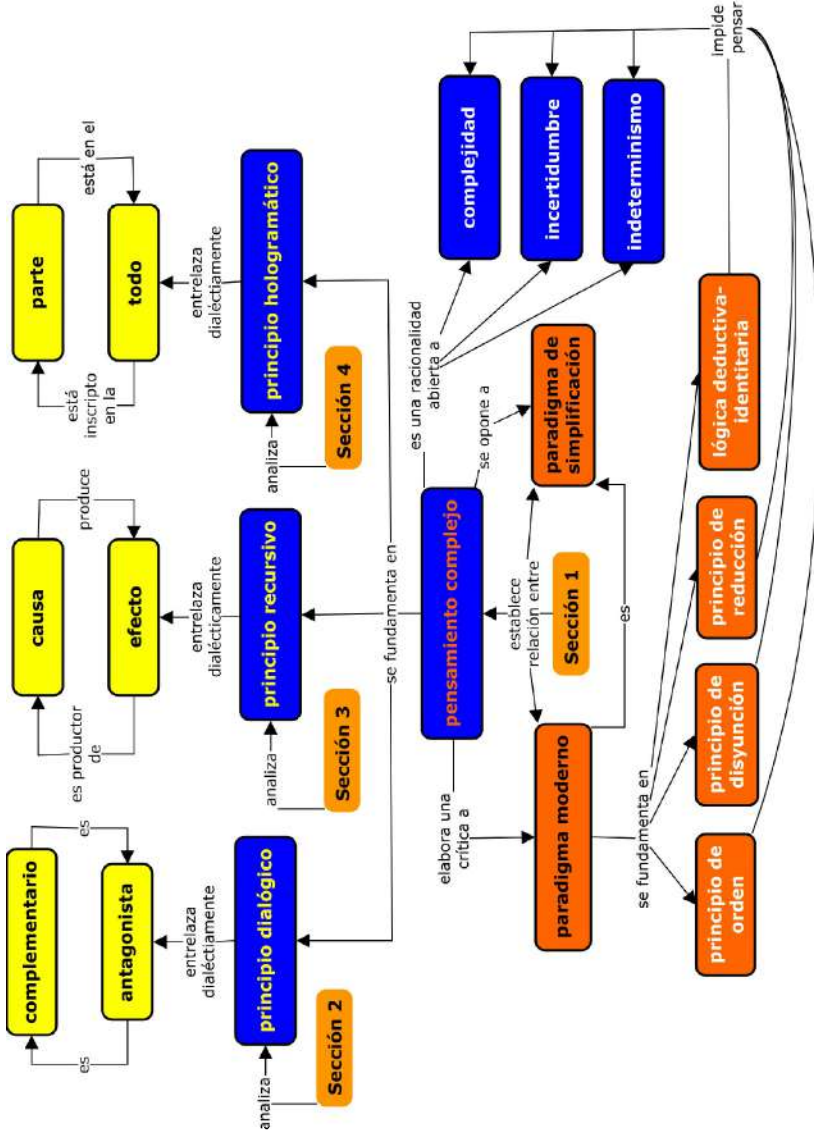 complementario
es
es
antagonista
entrelaza
dialéctiamente
principio dialógico
analiza
Sección 2
causa
produce
es productor
de
efecto
entrelaza
dialécticamente
principio recursivo
analiza
Sección 3
parte
está en el
está
inscripto
en la
todo
entrelaza
dialéctiamente
principio hologramático
analiza
Sección 4
se fundamenta en
pensamiento complejo
elabora una
crítica a
establece
relación entre
Sección 1
se opone a
es una racionalidad
abierta a
paradigma moderno
es
paradigma de
simplificación
complejidad
incertidumbre
indeterminismo
se fundamenta en
principio de
orden
principio de
disyunción
principio de
reducción
lógica deductiva-
identitaria
impide
pensar